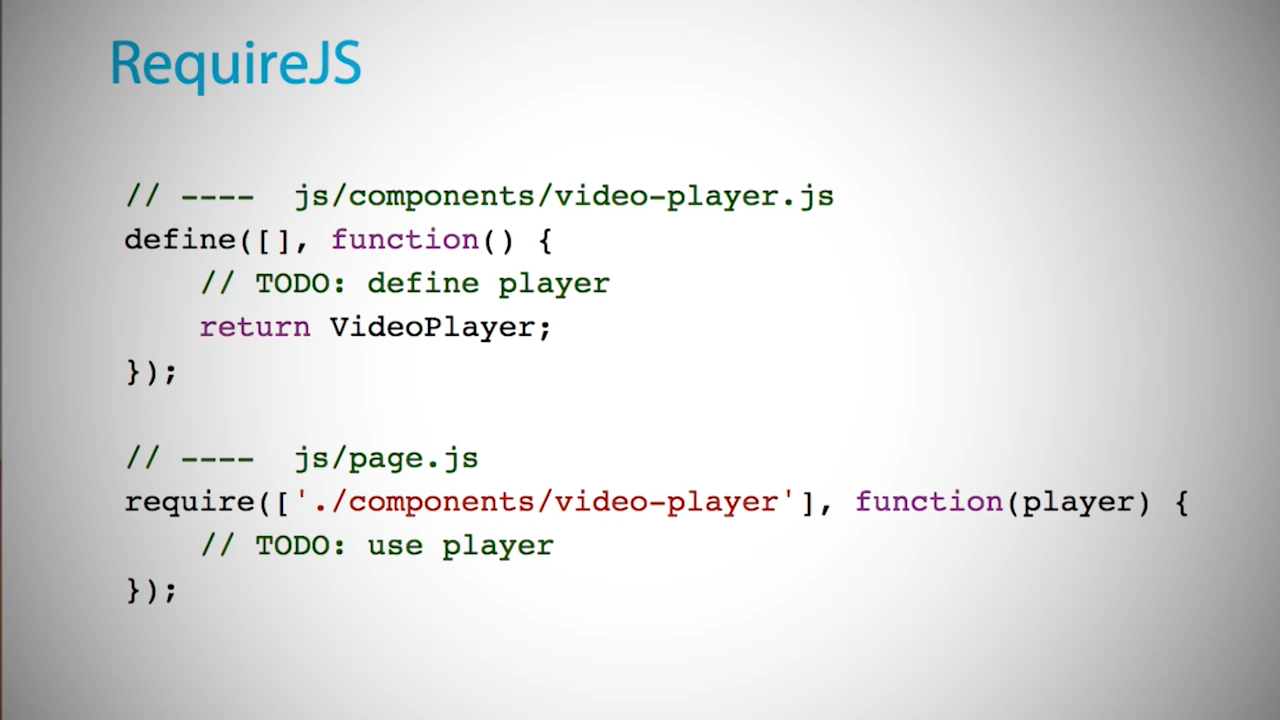 RequireJS
// ----  js/components/video-player.js
define([], function() {
    // TODO: define player
    return VideoPlayer;
});
// ----  js/page.js
require(['./components/video-player'], function(player) {
    // TODO: use player
});